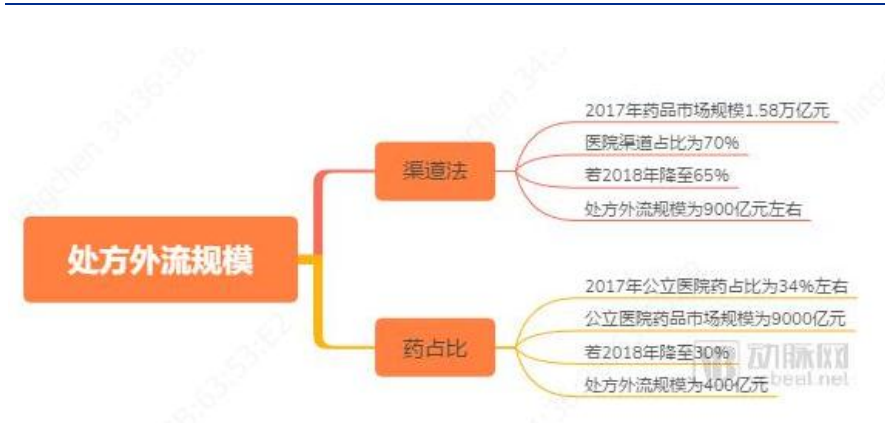 处方外流规模
渠道法
2017年药品市场规模1.58万亿元
医院渠道占比为70%
若2018年降至65%
处方外流规模为900亿元左右
药占比
2017年公立医院药占比为34%左右
公立医院药品市场规模为9000亿元
若2018年降至30%
处方外流规模为400亿元
动脉网
beat.net